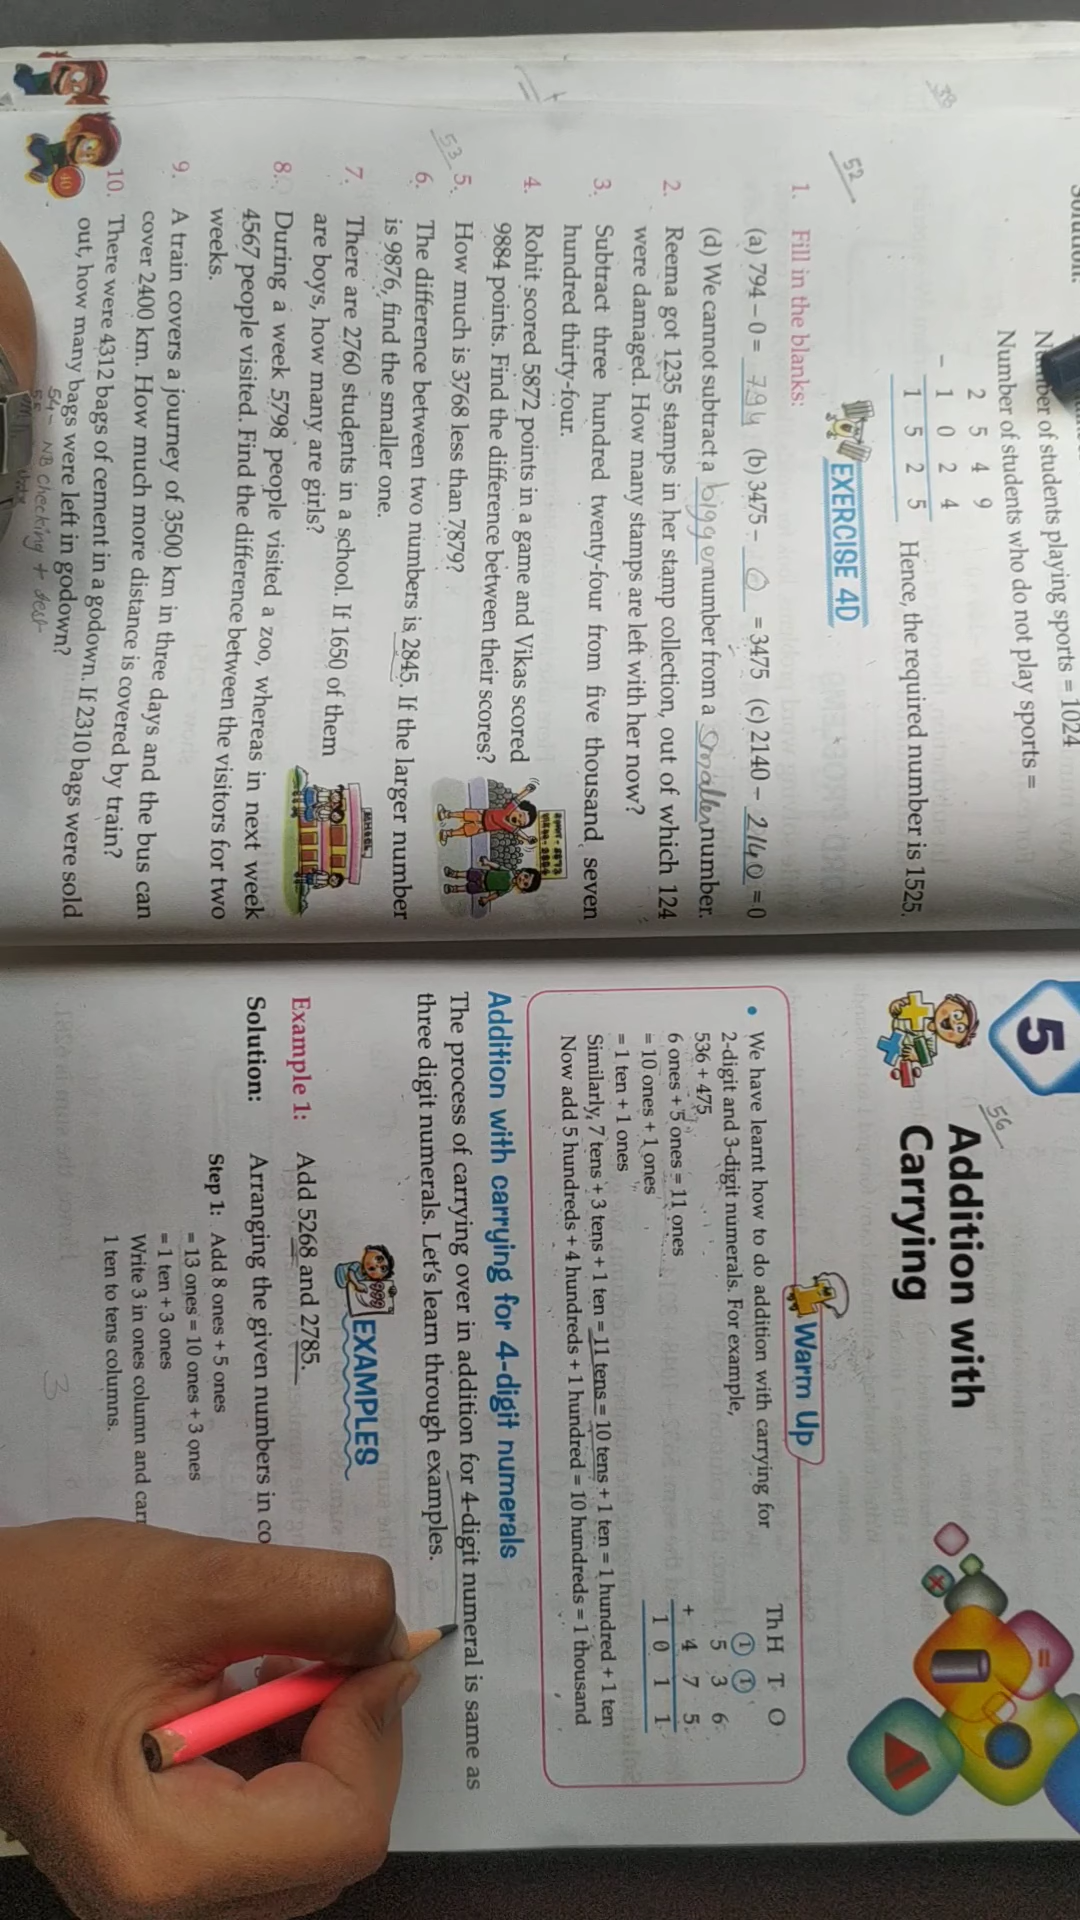 Number of students playing sports = 1024
Number of students who do not play sports =
2 5 4 9
– 1 0 2 4
1 5 2 5 Hence, the required number is 1525.
EXERCISE 4D
52
1. Fill in the blanks:
(a) 794 – 0 = 794 (b) 3475 – 0 = 3475 (c) 2140 – 2140 = 0
(d) We cannot subtract a bigger number from a smaller number.
2. Reema got 1235 stamps in her stamp collection, out of which 124
were damaged. How many stamps are left with her now?
3. Subtract three hundred twenty-four from five thousand seven
hundred thirty-four.
4. Rohit scored 5872 points in a game and Vikas scored
9884 points. Find the difference between their scores?
53
5. How much is 3768 less than 7879?
6. The difference between two numbers is 2845. If the larger number
is 9876, find the smaller one.
7. There are 2760 students in a school. If 1650 of them
are boys, how many are girls?
8. During a week 5798 people visited a zoo, whereas in next week
4567 people visited. Find the difference between the visitors for two
weeks.
9. A train covers a journey of 3500 km in three days and the bus can
cover 2400 km. How much more distance is covered by train?
10. There were 4312 bags of cement in a godown. If 2310 bags were sold
out, how many bags were left in godown?
40
54 – NB Checking + test
55
5
56
Addition with
Carrying
Warm Up
• We have learnt how to do addition with carrying for
2-digit and 3-digit numerals. For example,
536 + 475
6 ones + 5 ones = 11 ones
= 10 ones + 1 ones
= 1 ten + 1 ones
Similarly, 7 tens + 3 tens + 1 ten = 11 tens = 10 tens + 1 ten = 1 hundred + 1 ten
Now add 5 hundreds + 4 hundreds + 1 hundred = 10 hundreds = 1 thousand
Th H T O
1 1
5 3 6
+ 4 7 5
1 0 1 1
Addition with carrying for 4-digit numerals
The process of carrying over in addition for 4-digit numeral is same as
three digit numerals. Let's learn through examples.
EXAMPLES
Example 1: Add 5268 and 2785.
Solution: Arranging the given numbers in co
Step 1: Add 8 ones + 5 ones
= 13 ones = 10 ones + 3 ones
= 1 ten + 3 ones
Write 3 in ones column and carr
1 ten to tens columns.